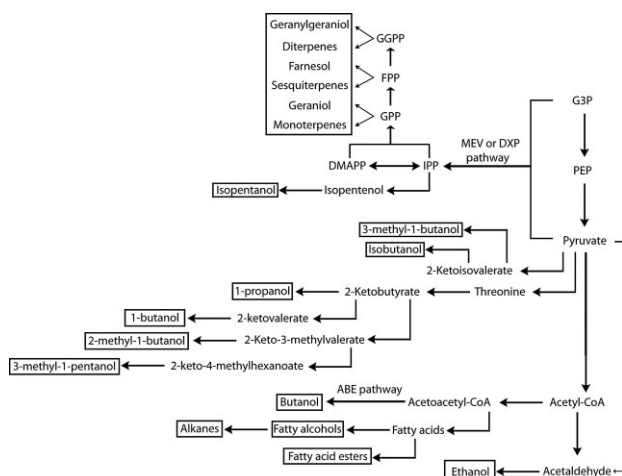 Geranylgeraniol
GGPP
Diterpenes
Farnesol
FPP
Sesquiterpenes
Geraniol
GPP
Monoterpenes
G3P
MEV or DXP
pathway
DMAPP
IPP
PEP
Isopentanol
Isopentenol
3-methyl-1-butanol
Isobutanol
Pyruvate
2-Ketoisovalerate
1-propanol
2-Ketobutyrate
Threonine
1-butanol
2-ketovalerate
2-methyl-1-butanol
2-Keto-3-methylvalerate
3-methyl-1-pentanol
2-keto-4-methylhexanoate
ABE pathway
Butanol
Acetoacetyl-CoA
Acetyl-CoA
Alkanes
Fatty alcohols
Fatty acids
Fatty acid esters
Ethanol
Acetaldehyde